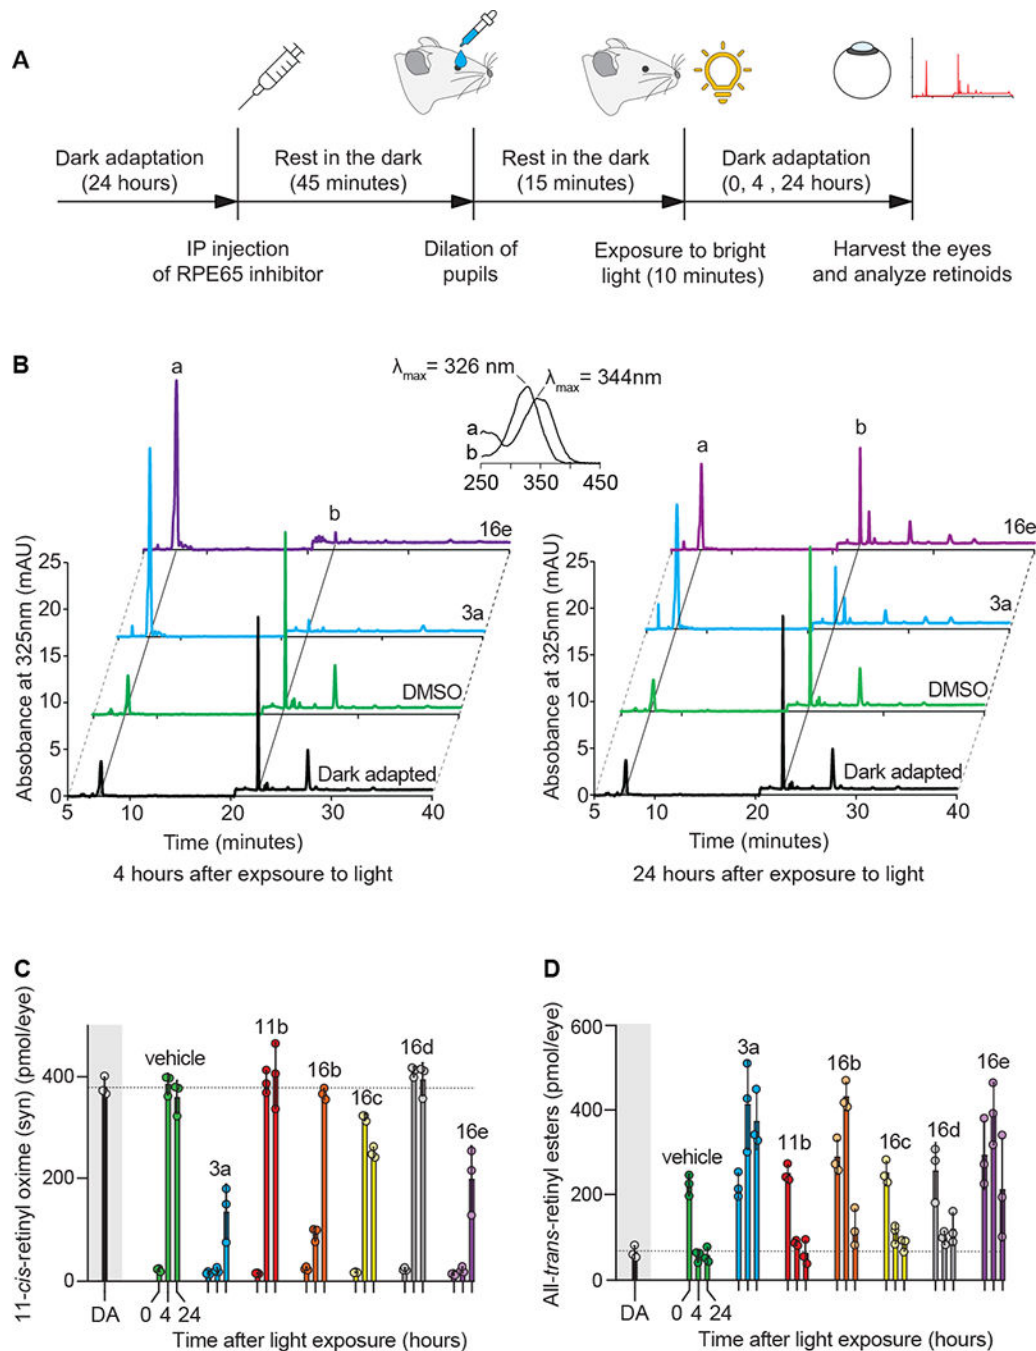 A
Dark adaptation
(24 hours)
Rest in the dark
(45 minutes)
Rest in the dark
(15 minutes)
Dark adaptation
(0, 4 , 24 hours)
IP injection
of RPE65 inhibitor
Dilation of
pupils
Exposure to bright
light (10 minutes)
Harvest the eyes
and analyze retinoids
B
a
b
λmax= 326 nm
λmax= 344nm
a
b
250 350 450
16e
3a
DMSO
Dark adapted
Absobance at 325nm (mAU)
25
20
15
10
5
0
5 10 20 30 40
Time (minutes)
4 hours after expsoure to light
a
b
16e
3a
DMSO
Dark adapted
Absobance at 325nm (mAU)
25
20
15
10
5
0
5 10 20 30 40
Time (minutes)
24 hours after exposure to light
C
11-cis-retinyl oxime (syn) (pmol/eye)
400
200
0
vehicle
3a
11b
16b
16c
16d
16e
DA
0 4 24
Time after light exposure (hours)
D
All-trans-retinyl esters (pmol/eye)
600
400
200
0
vehicle
3a
11b
16b
16c
16d
16e
DA
0 4 24
Time after light exposure (hours)